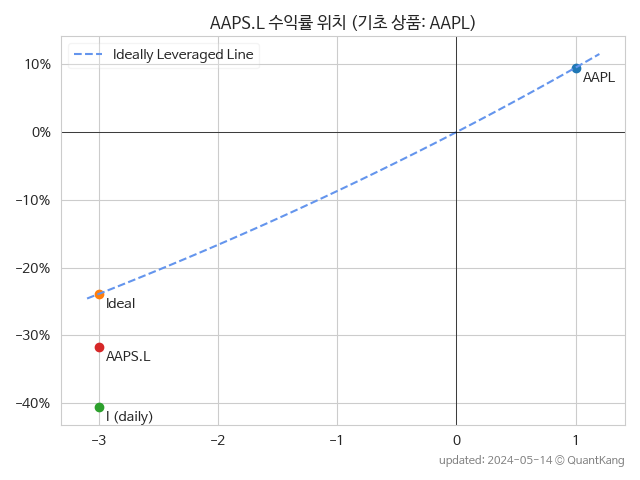 AAPS.L 수익률 위치 (기초 상품: AAPL)
Ideally Leveraged Line
10%
0%
−10%
−20%
−30%
−40%
AAPL
Ideal
AAPS.L
I (daily)
−3
−2
−1
0
1
updated: 2024-05-14 © QuantKang